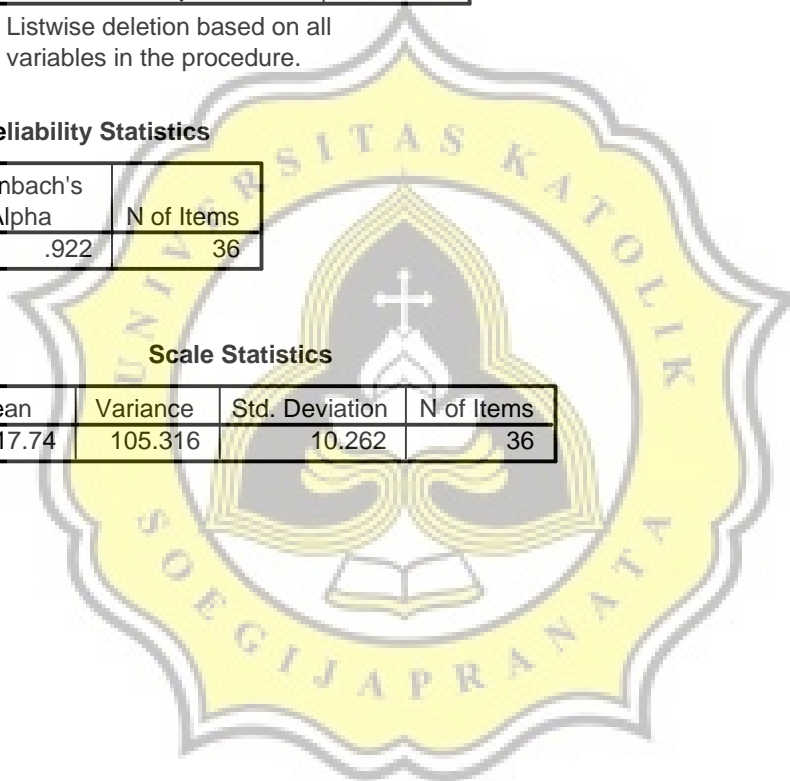 Listwise deletion based on all
variables in the procedure.
eliability Statistics
nbach's
Alpha N of Items
.922 36
Scale Statistics
ean Variance Std. Deviation N of Items
17.74 105.316 10.262 36
UNIVERSITAS KATOLIK
SOEGIJAPRANATA